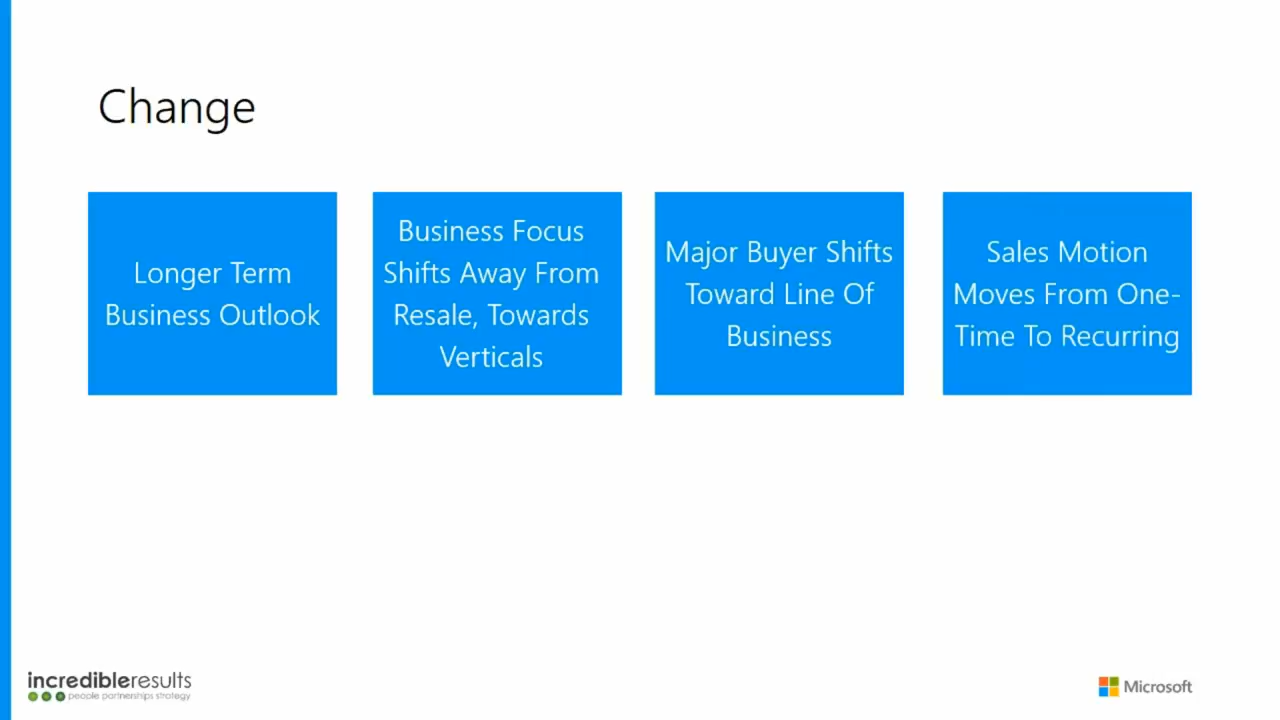 Change
Longer Term
Business Outlook
Business Focus
Shifts Away From
Resale, Towards
Verticals
Major Buyer Shifts
Toward Line Of
Business
Sales Motion
Moves From One-
Time To Recurring
incredibleresults
people partnerships strategy
Microsoft